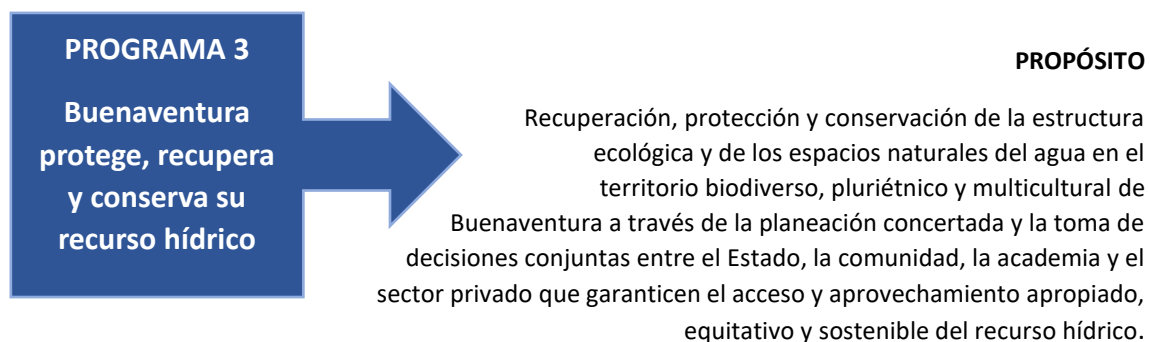 PROGRAMA 3
Buenaventura
protege, recupera
y conserva su
recurso hídrico
PROPÓSITO
Recuperación, protección y conservación de la estructura
ecológica y de los espacios naturales del agua en el
territorio biodiverso, pluriétnico y multicultural de
Buenaventura a través de la planeación concertada y la toma de
decisiones conjuntas entre el Estado, la comunidad, la academia y el
sector privado que garanticen el acceso y aprovechamiento apropiado,
equitativo y sostenible del recurso hídrico.